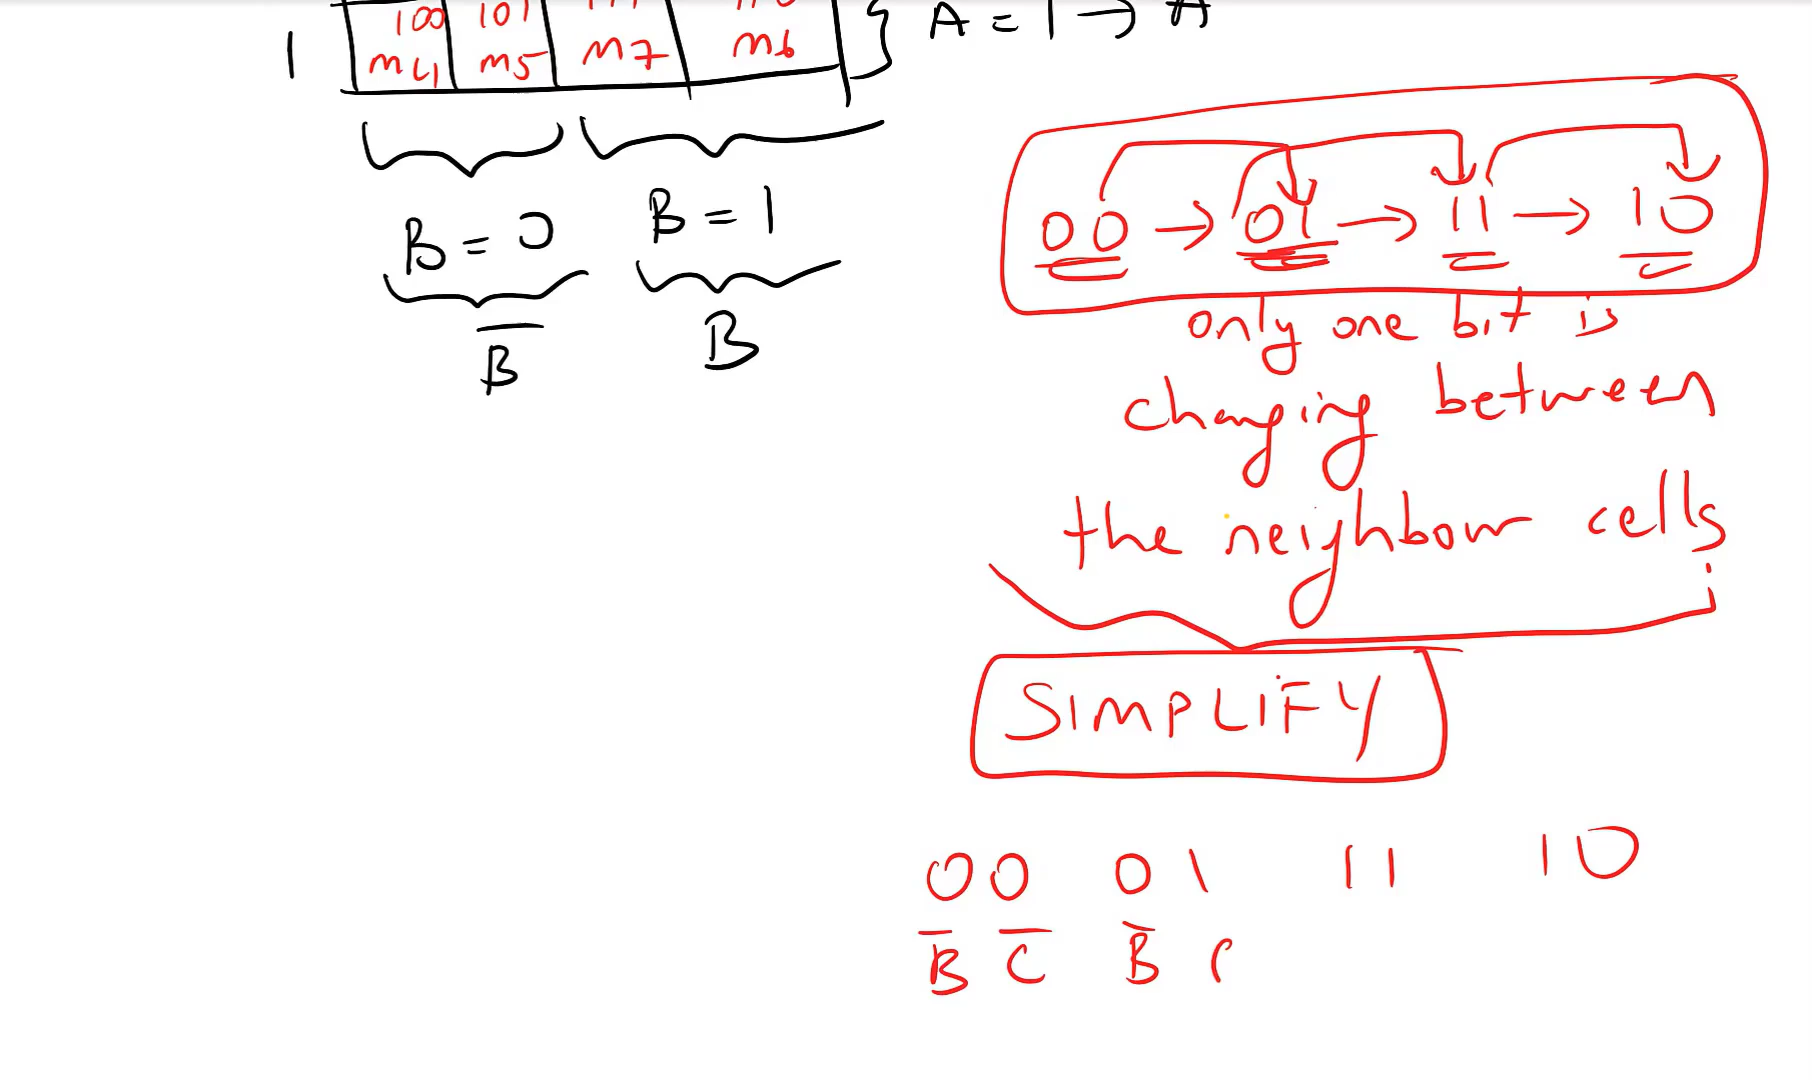 100 101
1 m4 m5 m7 m6 A = 1 → A
B = 0 B = 1
B̅ B
00 → 01 → 11 → 10
only one bit is
changing between
the neighbour cells
SIMPLIFY
00 01 11 10
B̅ C̅ B̅ C